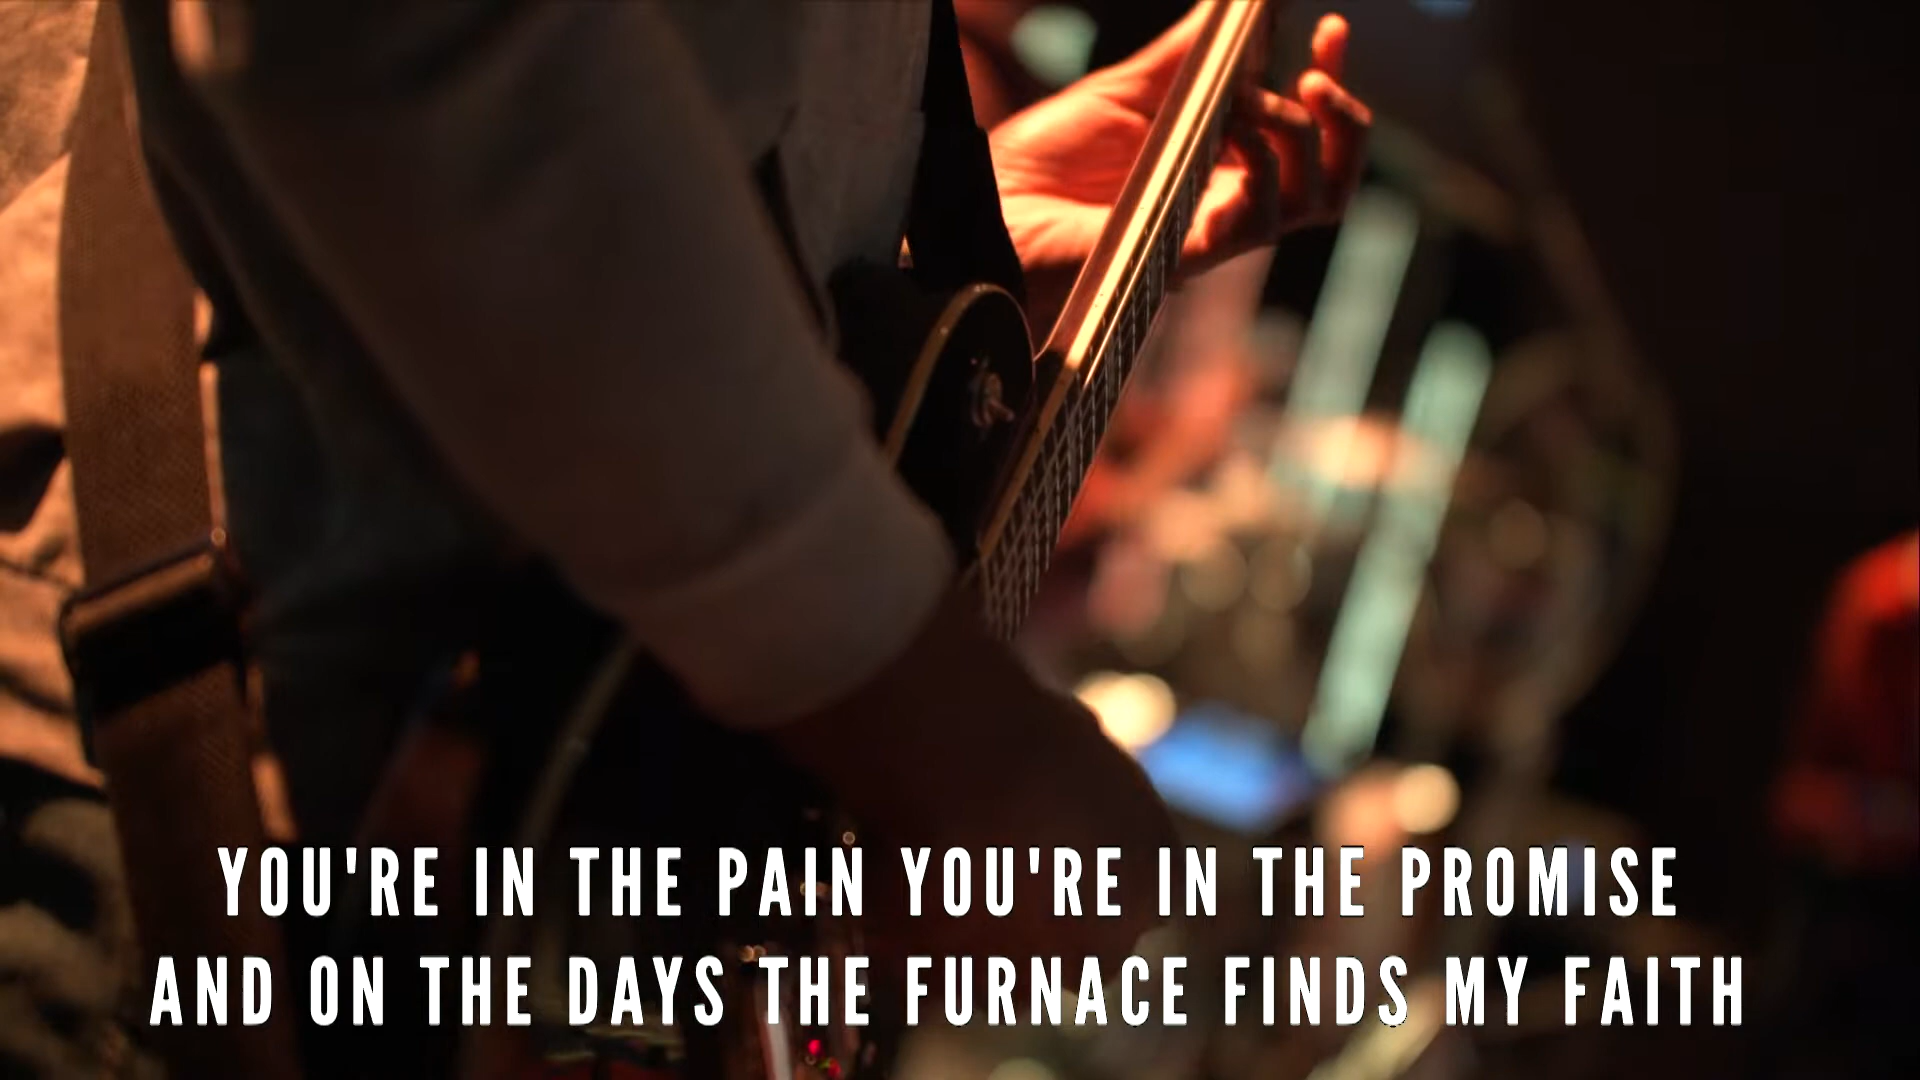 YOU'RE IN THE PAIN YOU'RE IN THE PROMISE
AND ON THE DAYS THE FURNACE FINDS MY FAITH